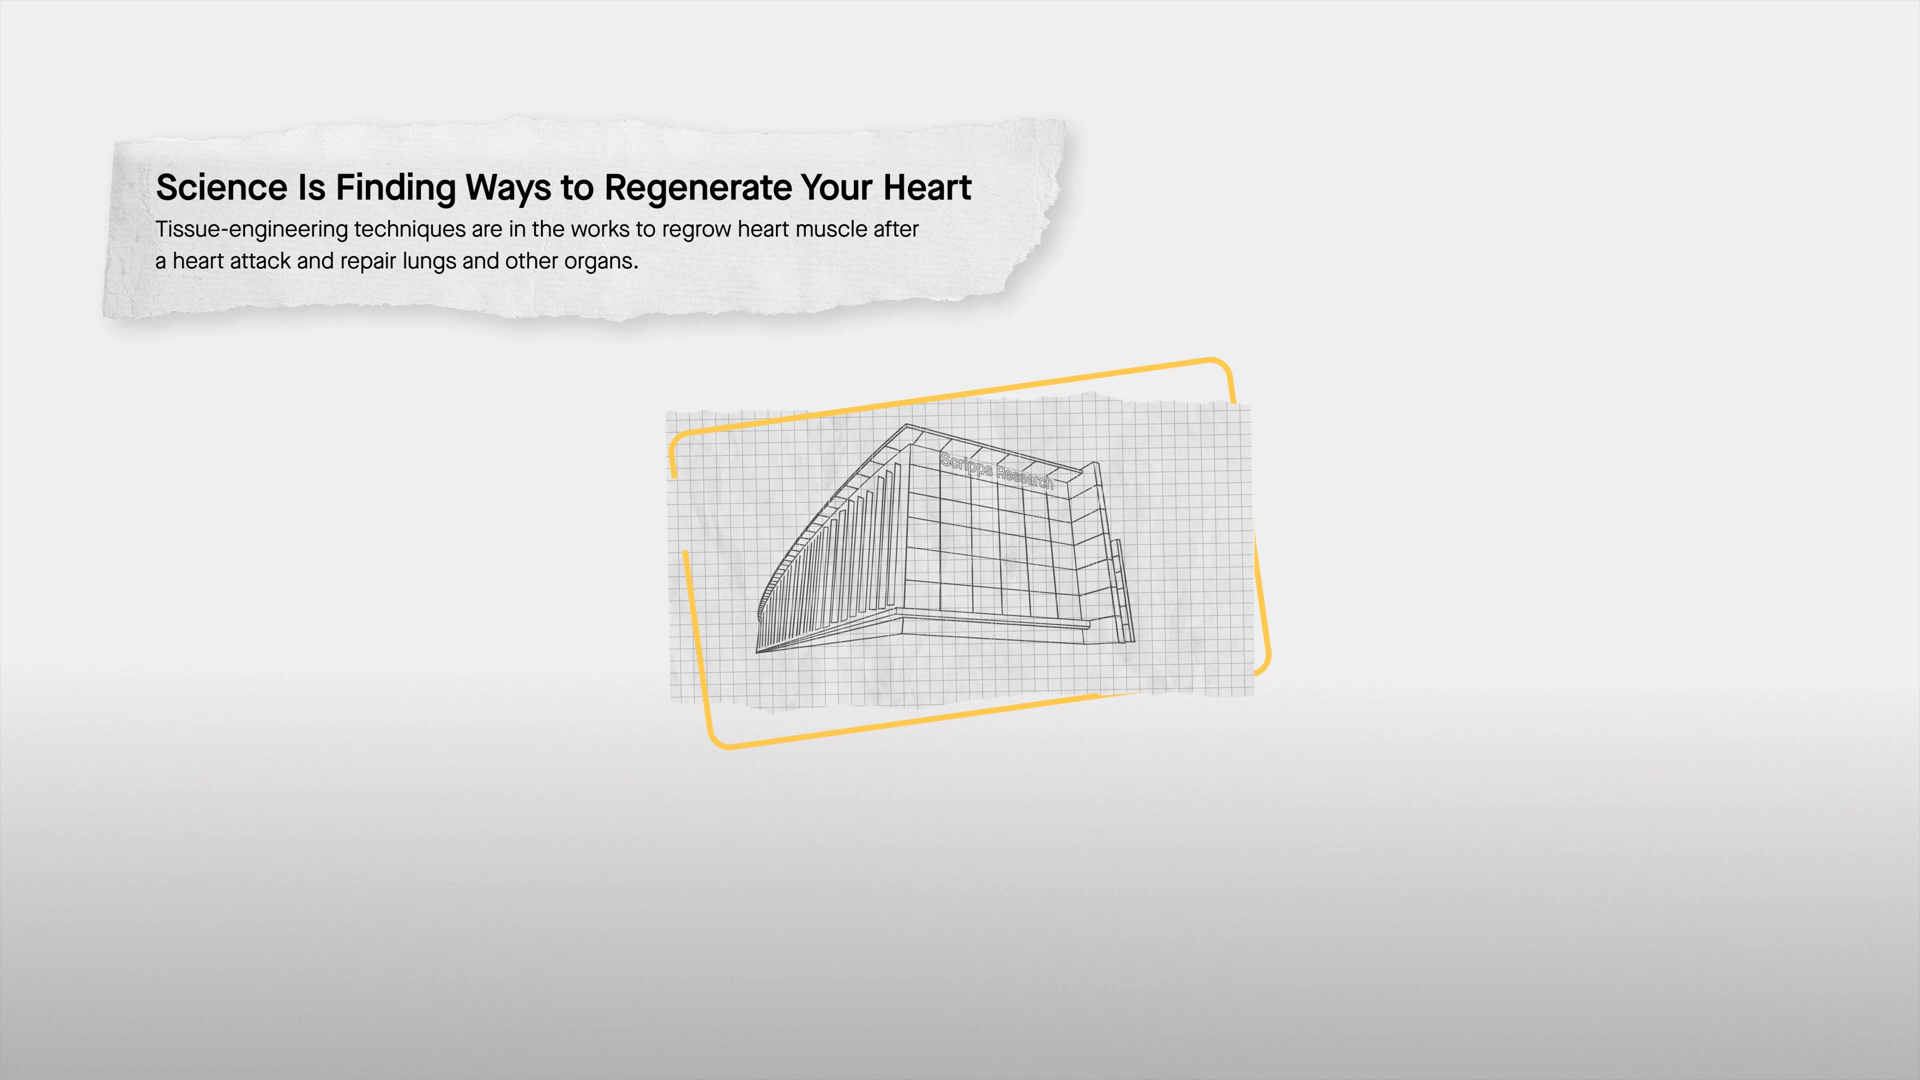 Science Is Finding Ways to Regenerate Your Heart
Tissue-engineering techniques are in the works to regrow heart muscle after
a heart attack and repair lungs and other organs.
Scripps Research